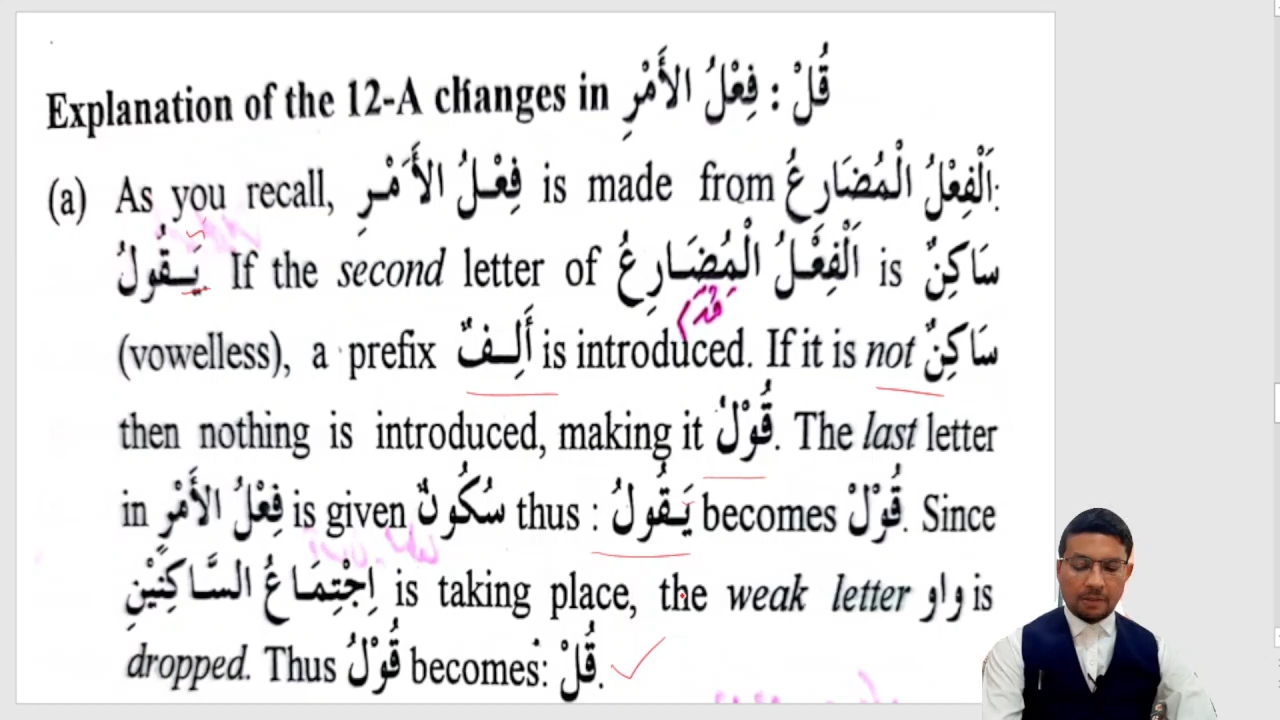 Explanation of the 12-A changes in قُلْ : فِعْلُ الأَمْرِ
(a) As you recall, فِعْلُ الأَمْرِ is made from اَلْفِعْلُ الْمُضَارِعُ:
يَقُولُ. If the second letter of اَلْفِعْلُ الْمُضَارِعُ is سَاكِنٌ
(vowelless), a prefix أَلِفٌ is introduced. If it is not سَاكِنٌ
then nothing is introduced, making it قُوْلُ. The last letter
in فِعْلُ الأَمْرِ is given سُكُونٌ thus : يَقُولُ becomes قُوْلْ. Since
اِجْتِمَاعُ السَّاكِنِيْنِ is taking place, the weak letter واو is
dropped. Thus قُوْلُ becomes: قُلْ.